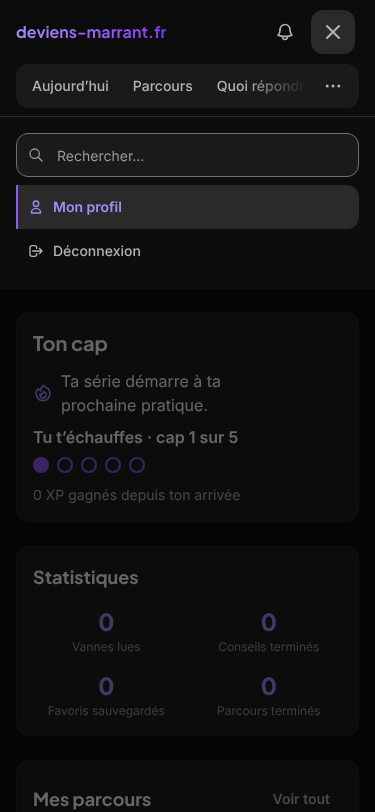 deviens-marrant.fr
Aujourd'hui
Parcours
Quoi répond
Rechercher...
Mon profil
Déconnexion
Ton cap
Ta série démarre à ta
prochaine pratique.
Tu t'échauffes · cap 1 sur 5
0 XP gagnés depuis ton arrivée
Statistiques
0
Vannes lues
0
Conseils terminés
0
Favoris sauvegardés
0
Parcours terminés
Mes parcours
Voir tout